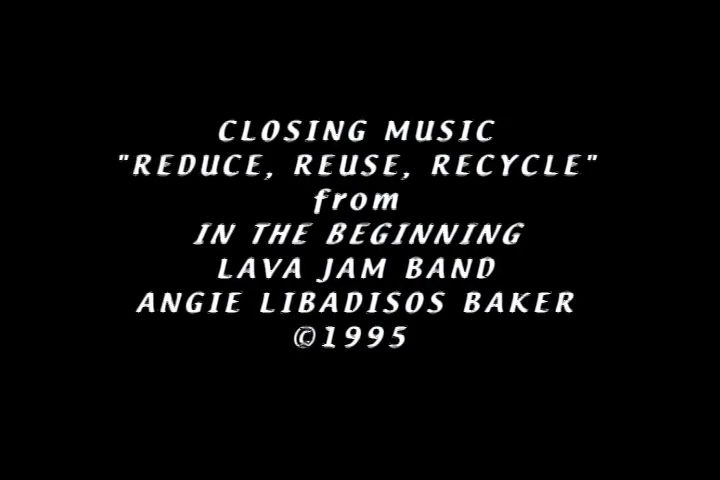 CLOSING MUSIC
"REDUCE, REUSE, RECYCLE"
from
IN THE BEGINNING
LAVA JAM BAND
ANGIE LIBADISOS BAKER
©1995